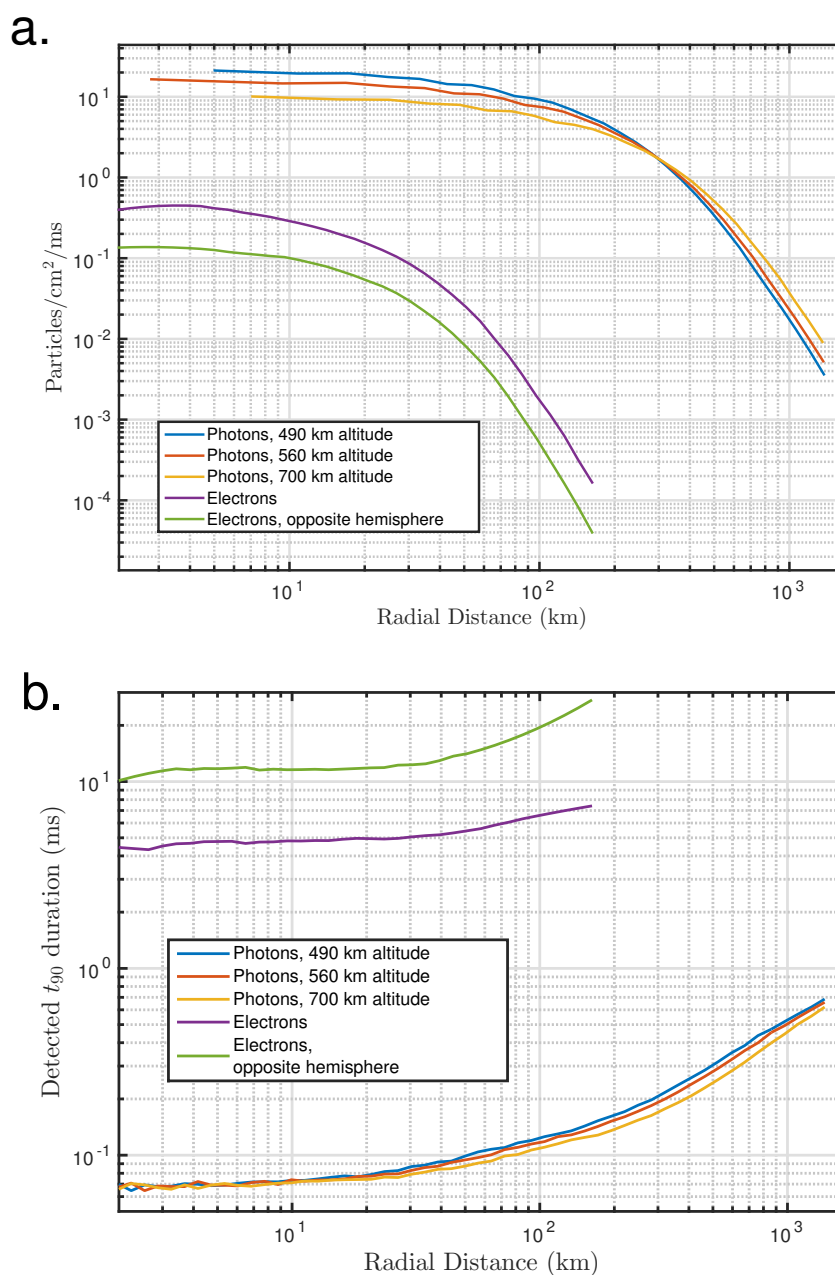 a.
10¹
10⁰
10⁻¹
10⁻²
10⁻³
10⁻⁴
Particles/cm²/ms
Photons, 490 km altitude
Photons, 560 km altitude
Photons, 700 km altitude
Electrons
Electrons, opposite hemisphere
10¹ 10² 10³
Radial Distance (km)
b.
10¹
10⁰
10⁻¹
Detected t₉₀ duration (ms)
Photons, 490 km altitude
Photons, 560 km altitude
Photons, 700 km altitude
Electrons
Electrons,
opposite hemisphere
10¹ 10² 10³
Radial Distance (km)